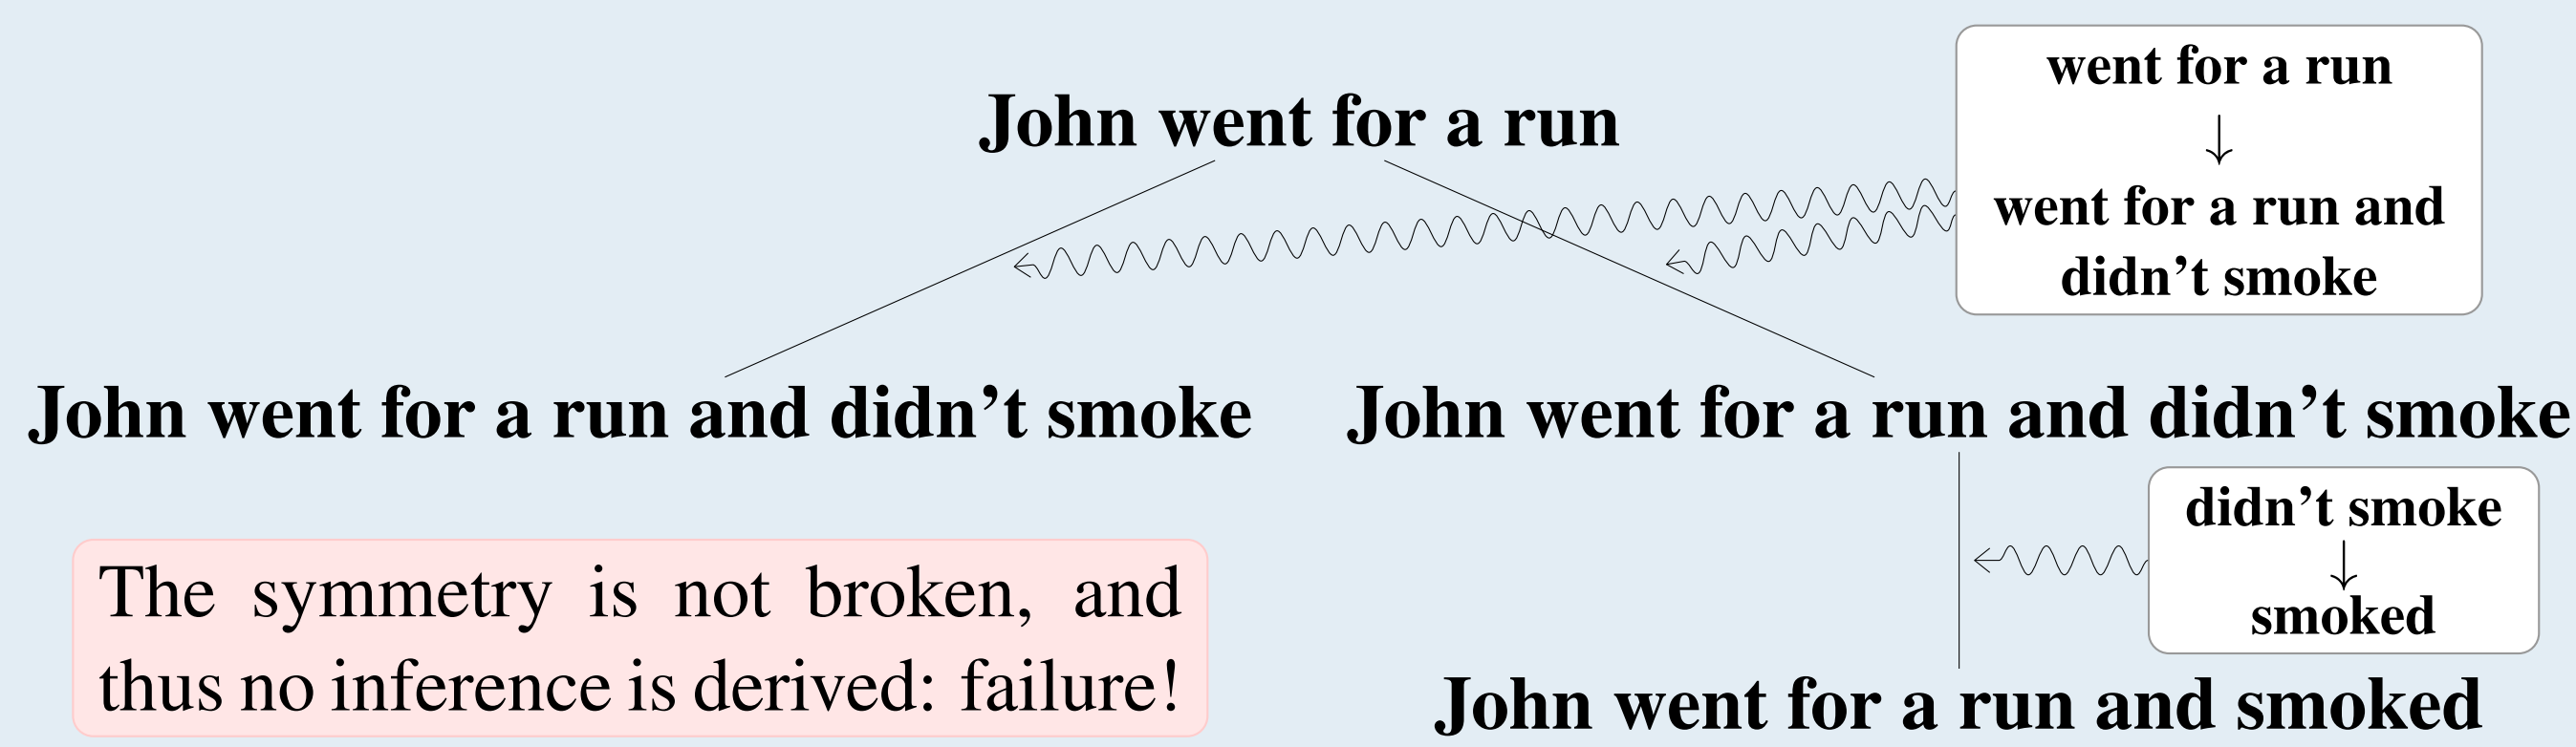 John went for a run
went for a run
↓
went for a run and
didn’t smoke
John went for a run and didn’t smoke
John went for a run and didn’t smoke
didn’t smoke
↓
smoked
The symmetry is not broken, and
thus no inference is derived: failure!
John went for a run and smoked